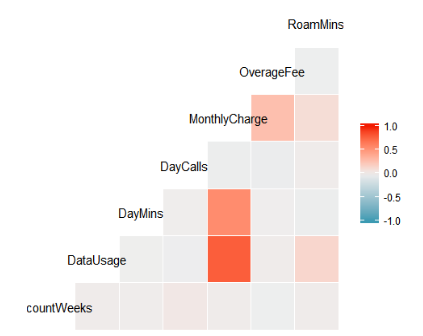 RoamMins
OverageFee
MonthlyCharge
DayCalls
DayMins
DataUsage
countWeeks
1.0
0.5
0.0
-0.5
-1.0